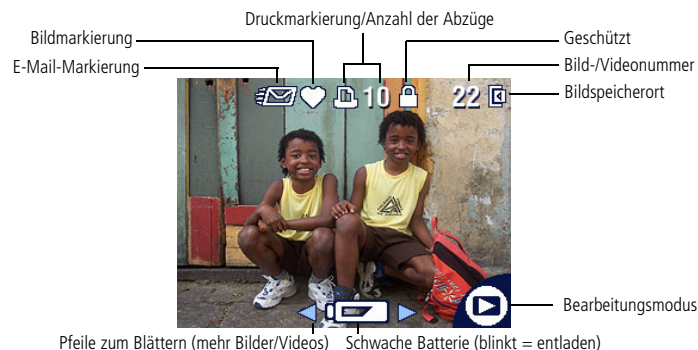 Druckmarkierung/Anzahl der Abzüge
Bildmarkierung
Geschützt
E-Mail-Markierung
Bild-/Videonummer
Bildspeicherort
10
22
Bearbeitungsmodus
Pfeile zum Blättern (mehr Bilder/Videos) Schwache Batterie (blinkt = entladen)